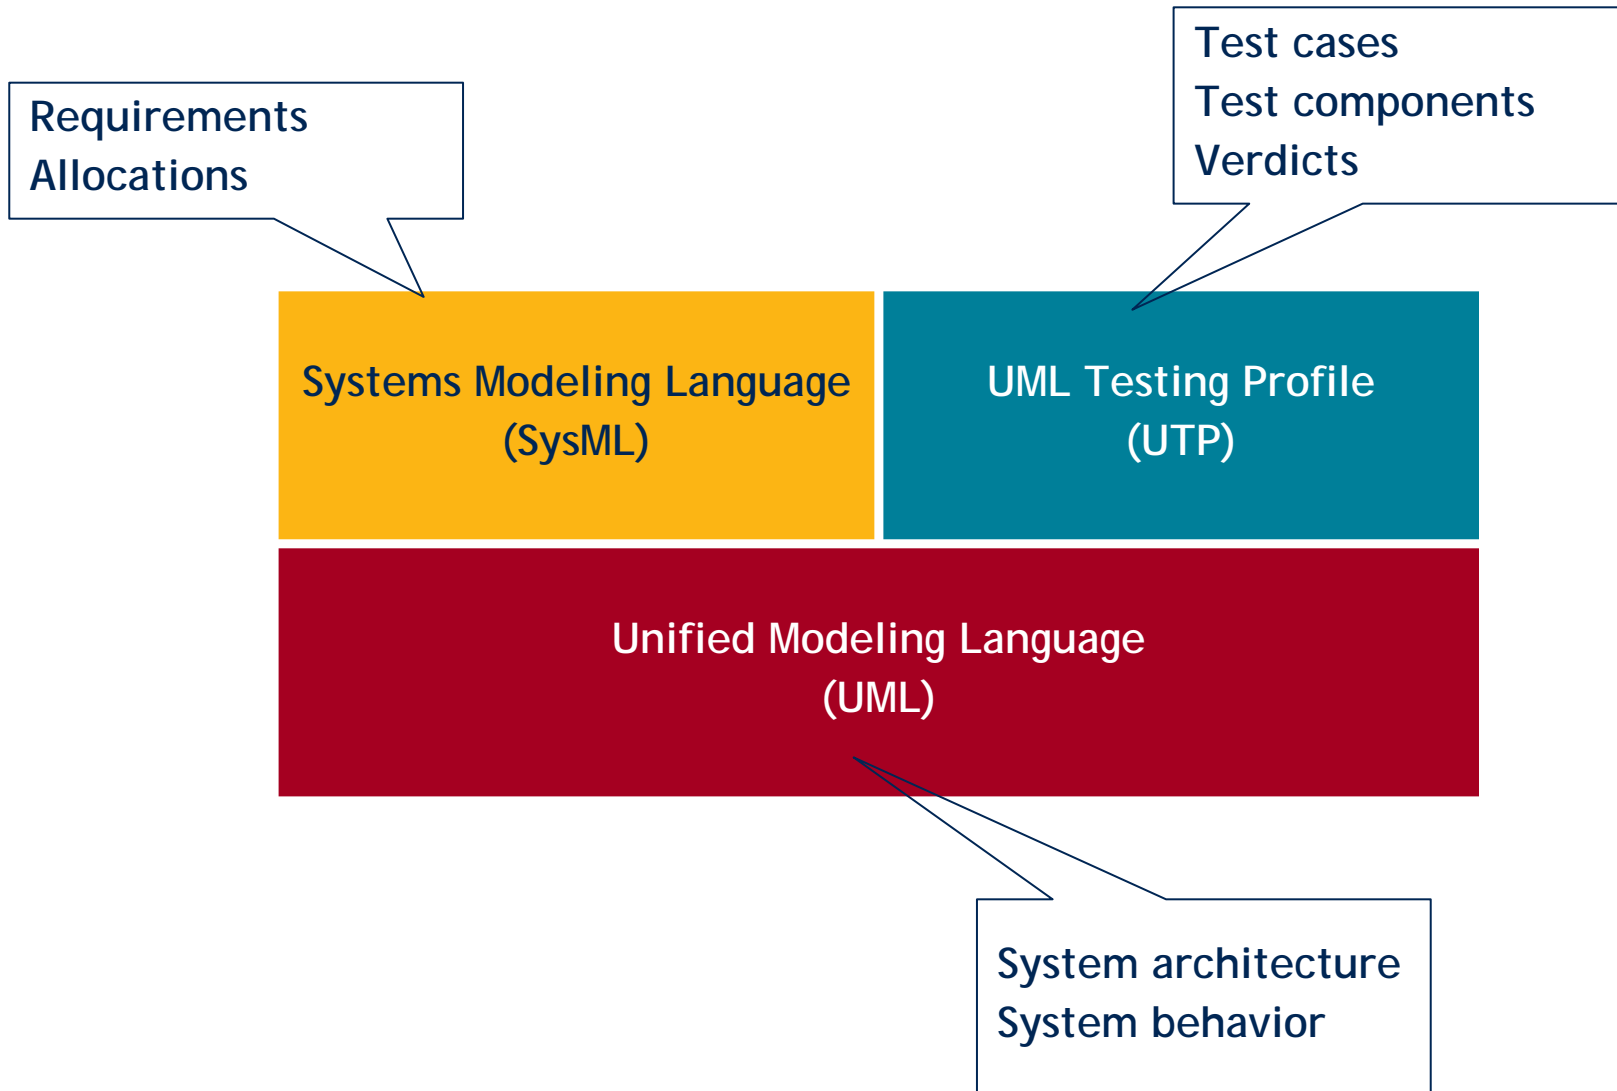 Test cases
Test components
Verdicts
Requirements
Allocations
Systems Modeling Language
(SysML)
UML Testing Profile
(UTP)
Unified Modeling Language
(UML)
System architecture
System behavior